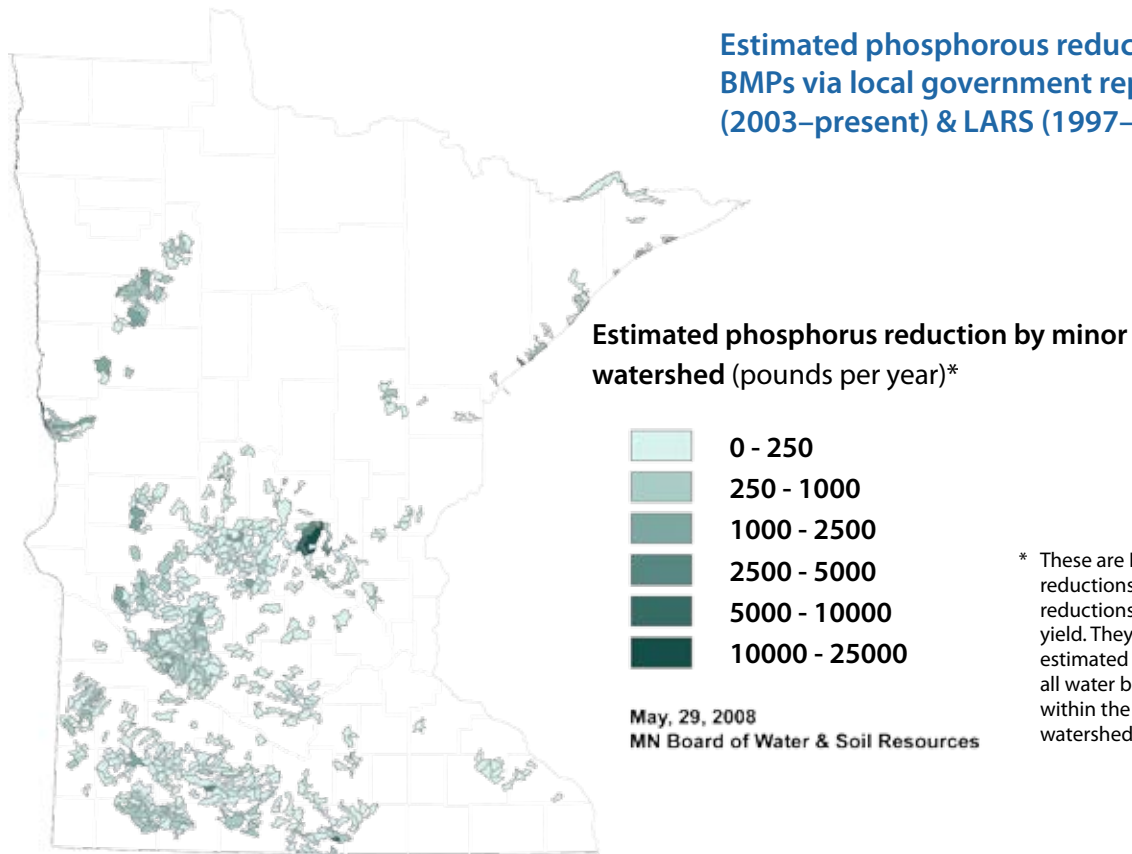 Estimated phosphorous reduc
BMPs via local government rep
(2003–present) & LARS (1997–
Estimated phosphorus reduction by minor
watershed (pounds per year)*
0 - 250
250 - 1000
1000 - 2500
2500 - 5000
5000 - 10000
10000 - 25000
May, 29, 2008
MN Board of Water & Soil Resources
* These are
reductions
reductions
yield. They
estimated
all water b
within the
watershed